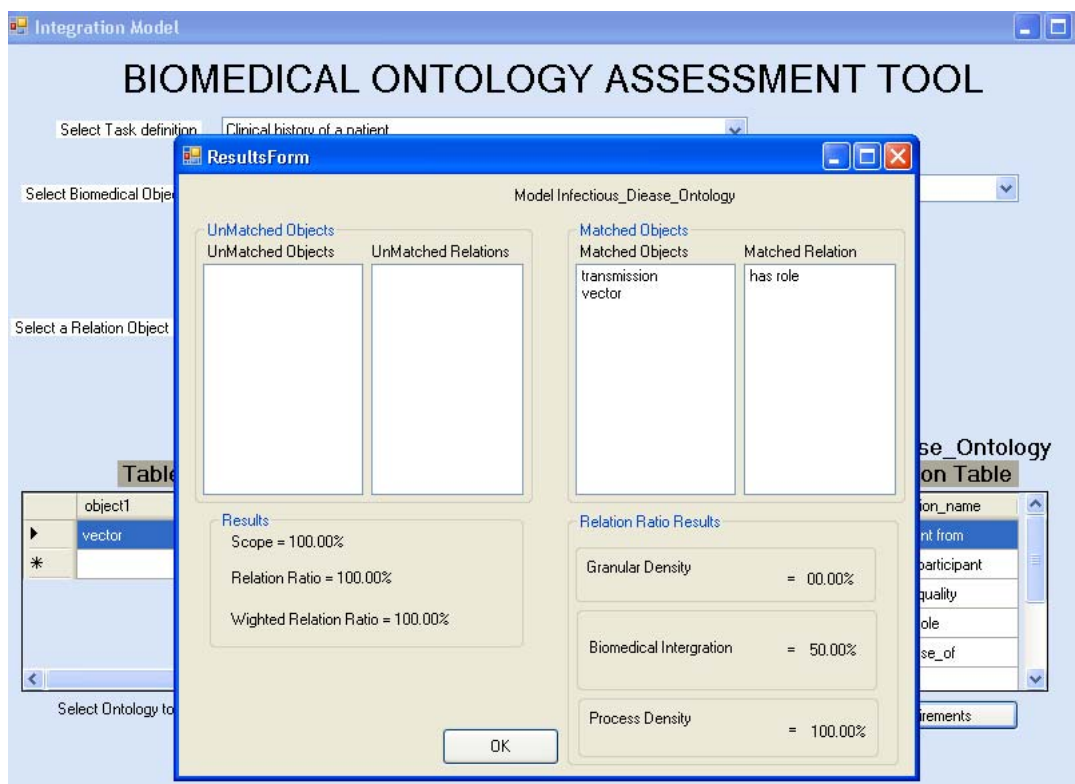 Integration Model
BIOMEDICAL ONTOLOGY ASSESSMENT TOOL
Select Task definition
Clinical history of a patient
ResultsForm
Select Biomedical
Model Infectious_Diease_Ontology
UnMatched Objects
UnMatched Objects
UnMatched Relations
Matched Objects
Matched Objects
Matched Relation
transmission
vector
has role
Select a Relation Object
se_Ontology
Table
on Table
object1
ion_name
vector
nt from
participant
quality
ole
se_of
Results
Scope = 100.00%
Relation Ratio = 100.00%
Wighted Relation Ratio = 100.00%
Relation Ratio Results
Granular Density = 00.00%
Biomedical Intergration = 50.00%
Process Density = 100.00%
Select Ontology to
irements
OK